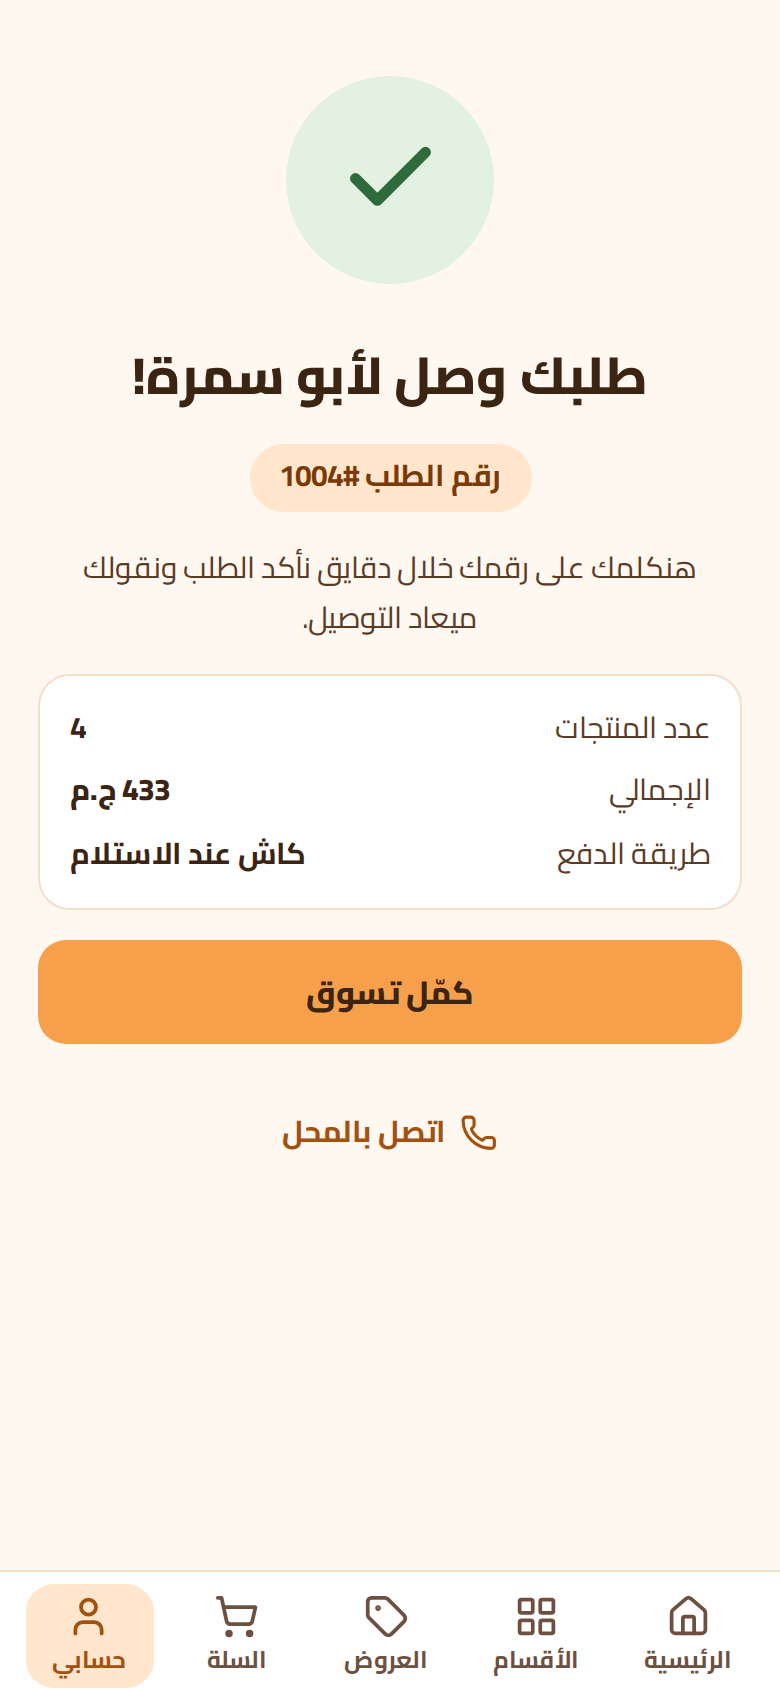 طلبك وصل لأبو سمرة!
رقم الطلب #1004
هنكلمك على رقمك خلال دقايق نأكد الطلب ونقولك
ميعاد التوصيل.
عدد المنتجات 4
الإجمالي 433 ج.م
طريقة الدفع كاش عند الاستلام
كمّل تسوق
اتصل بالمحل
الرئيسية الأقسام العروض السلة حسابي